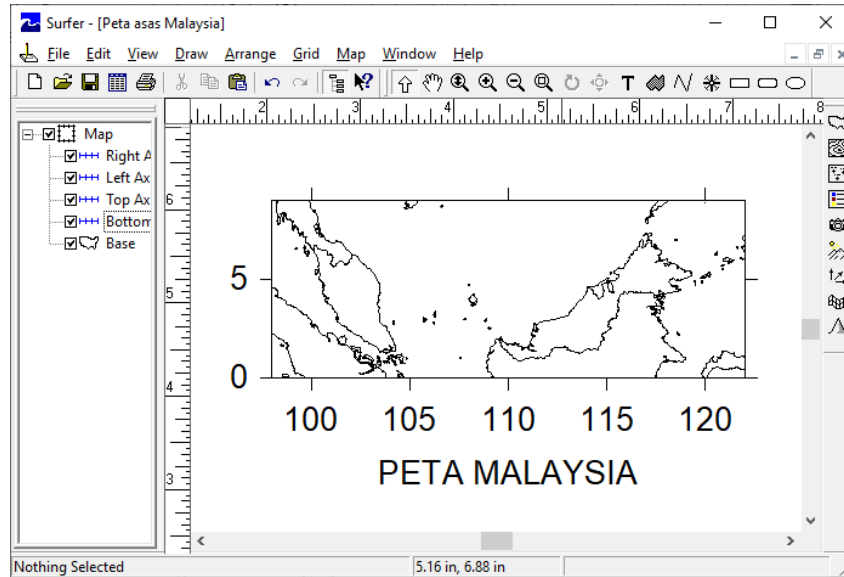 Surfer - [Peta asas Malaysia]
File Edit View Draw Arrange Grid Map Window Help
2 3 4 5 6 7 8
Map
Right A
Left Ax
Top Ax
Bottom
Base
6
5
4
3
5
0
100 105 110 115 120
PETA MALAYSIA
Nothing Selected
5.16 in, 6.88 in